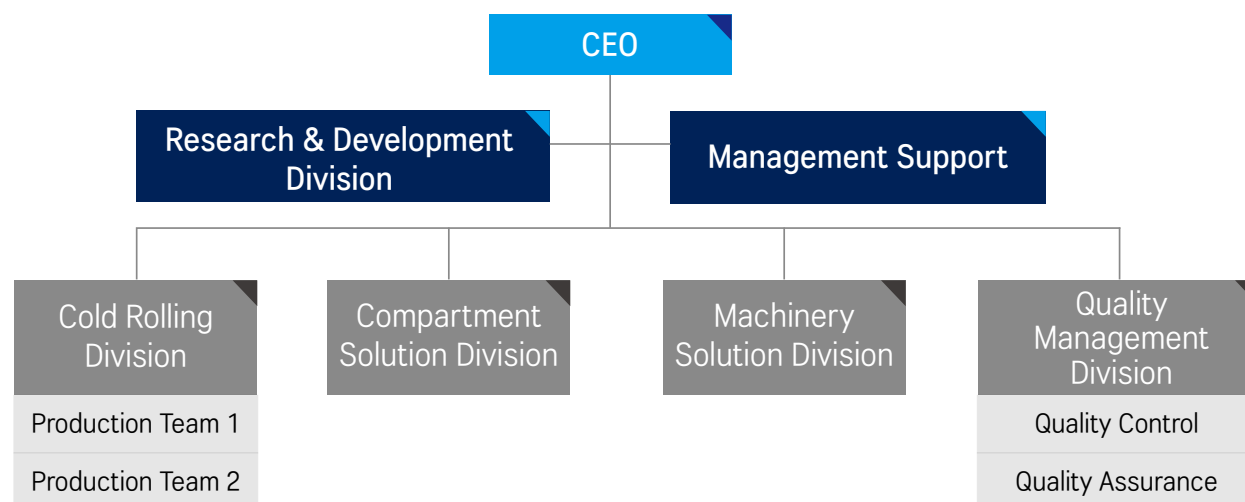 CEO
Research & Development
Division
Management Support
Cold Rolling
Division
Compartment
Solution Division
Machinery
Solution Division
Quality
Management
Division
Production Team 1
Production Team 2
Quality Control
Quality Assurance